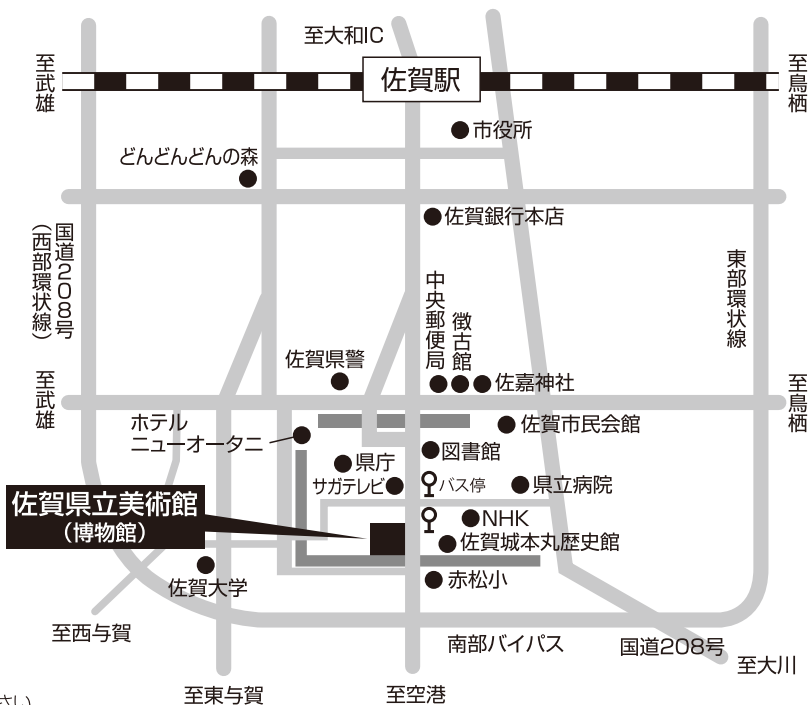 至大和IC
至武雄
佐賀駅
至鳥栖
市役所
どんどんどんの森
佐賀銀行本店
国道208号
（西部環状線）
東部環状線
中央郵便局
徴古館
佐嘉神社
佐賀県警
至武雄
至鳥栖
ホテル
ニューオータニ
佐賀市民会館
図書館
県庁
サガテレビ
バス停
県立病院
佐賀県立美術館
（博物館）
NHK
佐賀城本丸歴史館
佐賀大学
赤松小
至西与賀
南部バイパス
国道208号
至大川
至東与賀
至空港
さい）